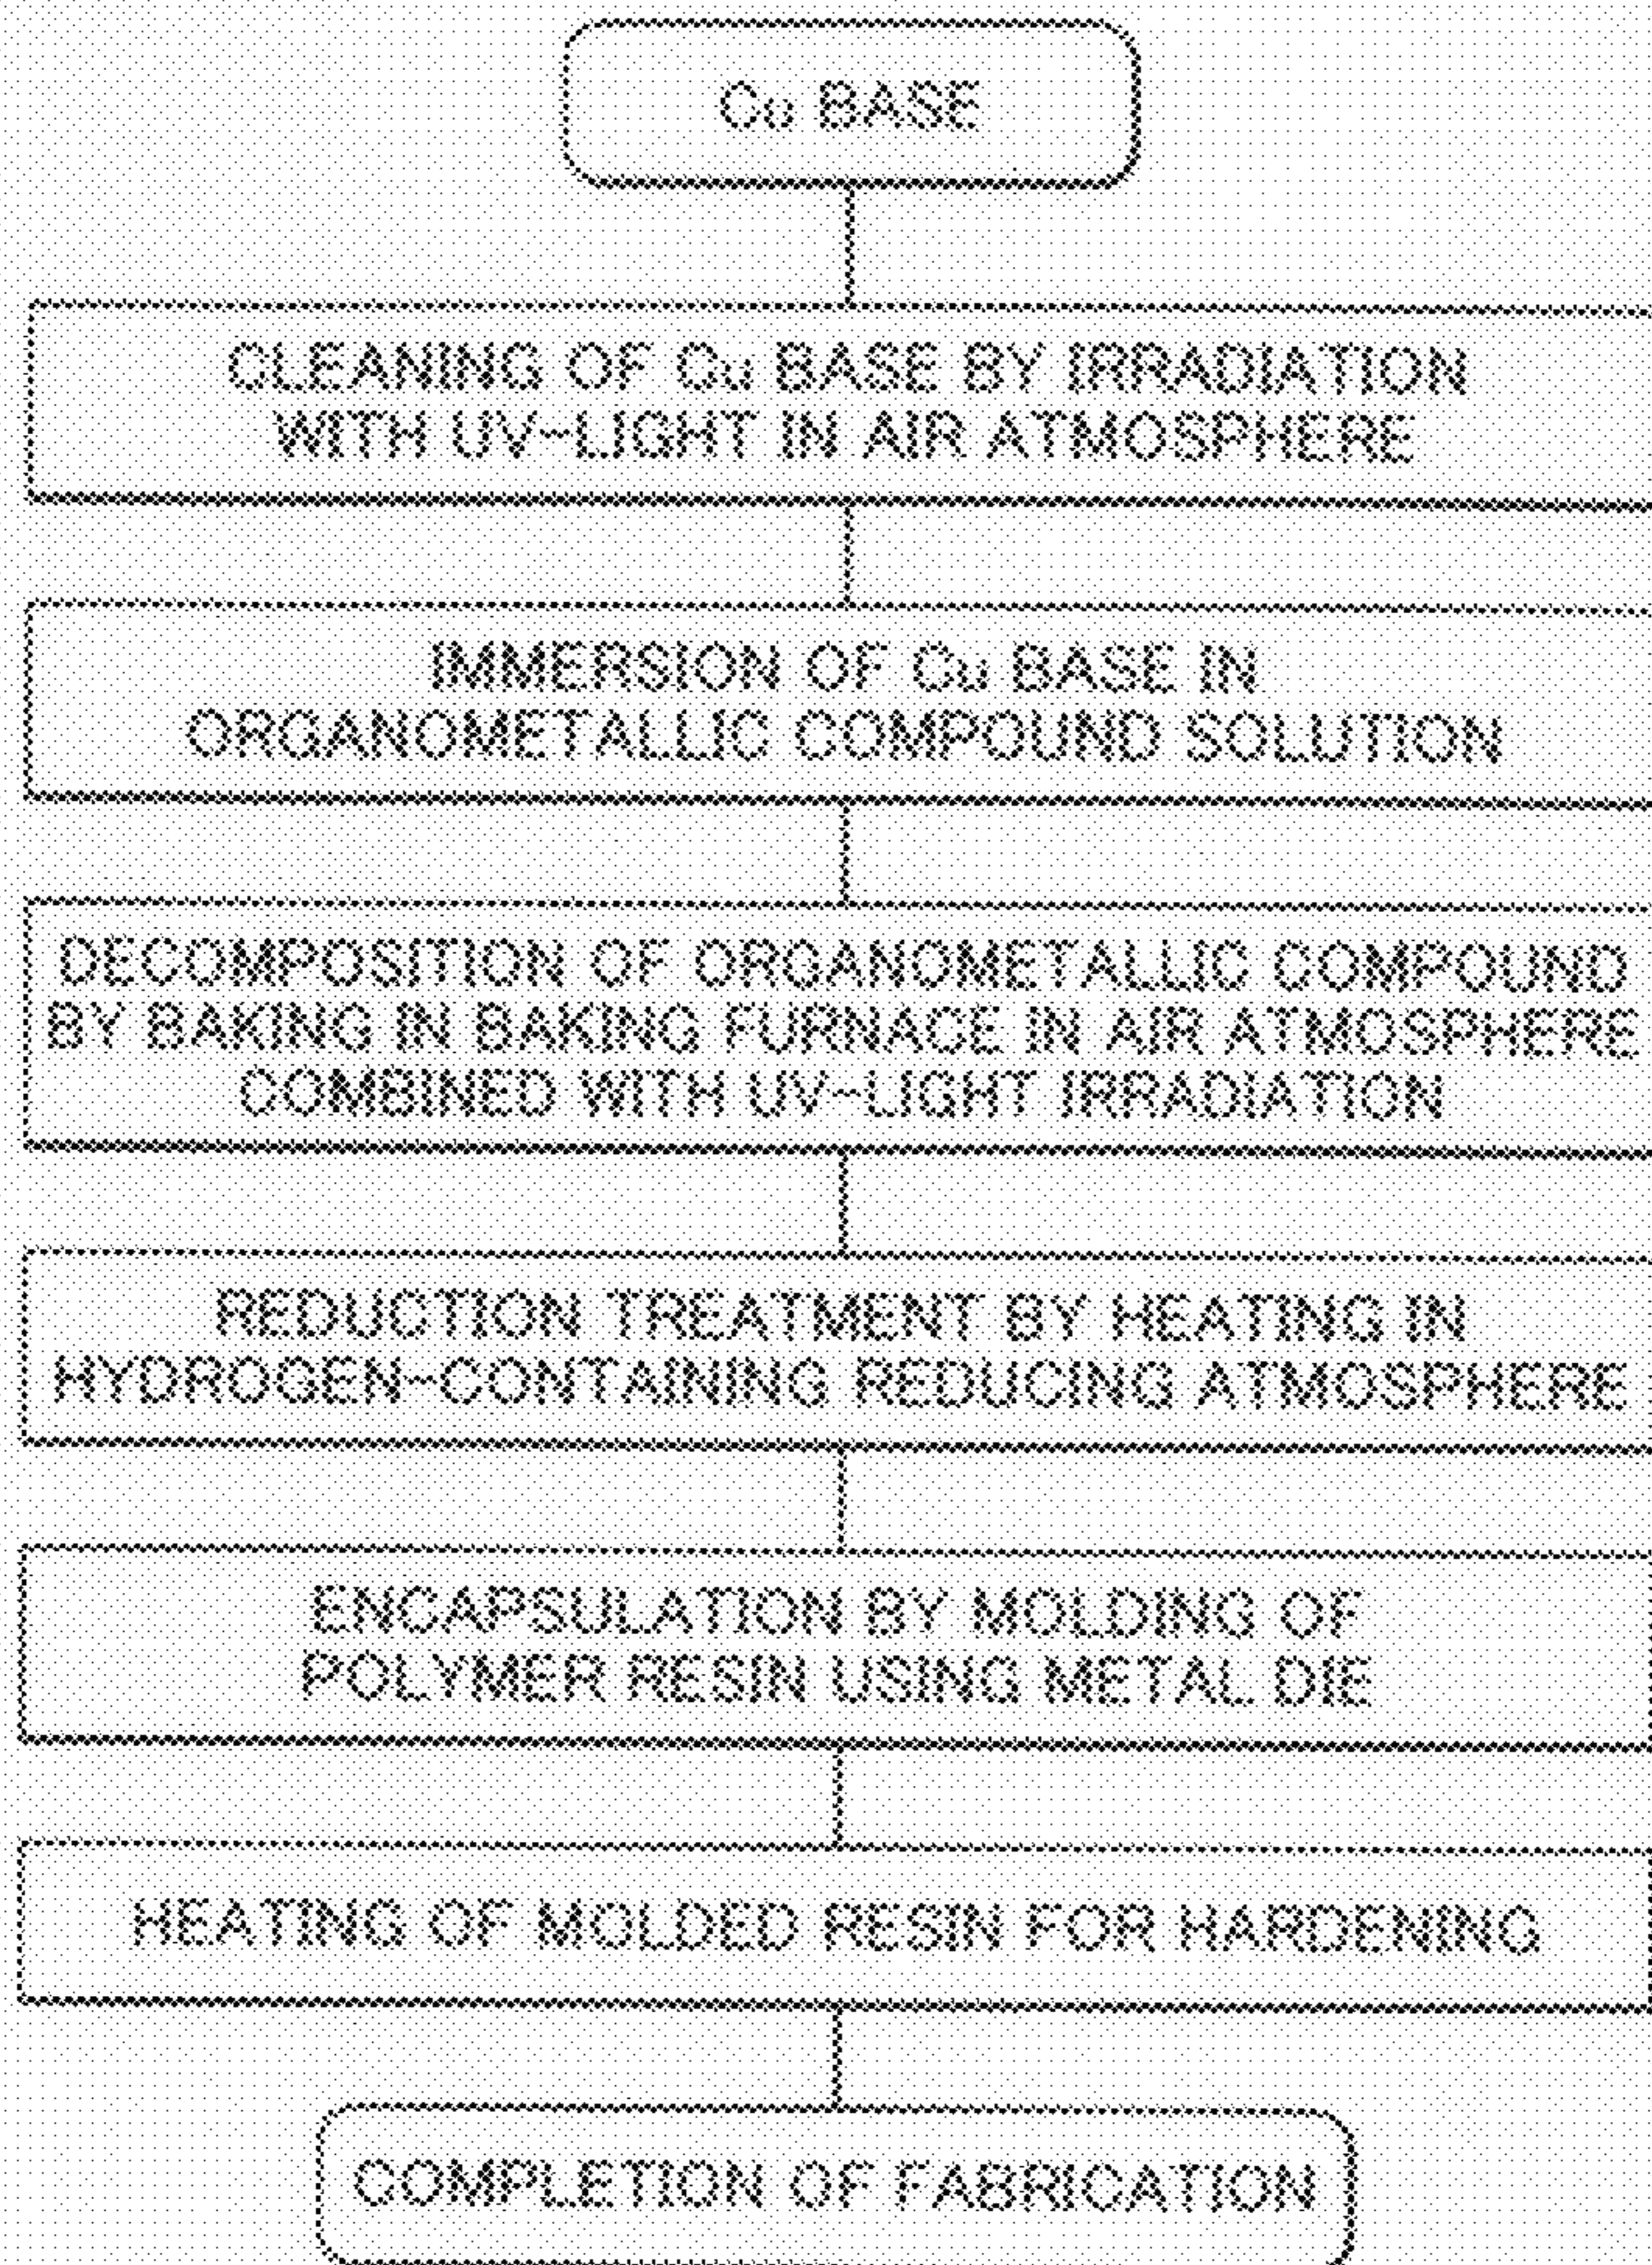 Cu BASE
CLEANING OF Cu BASE BY IRRADIATION
WITH UV-LIGHT IN AIR ATMOSPHERE
IMMERSION OF Cu BASE IN
ORGANOMETALLIC COMPOUND SOLUTION
DECOMPOSITION OF ORGANOMETALLIC COMPOUND
BY BAKING IN BAKING FURNACE IN AIR ATMOSPHERE
COMBINED WITH UV-LIGHT IRRADIATION
REDUCTION TREATMENT BY HEATING IN
HYDROGEN-CONTAINING REDUCING ATMOSPHERE
ENCAPSULATION BY MOLDING OF
POLYMER RESIN USING METAL DIE
HEATING OF MOLDED RESIN FOR HARDENING
COMPLETION OF FABRICATION